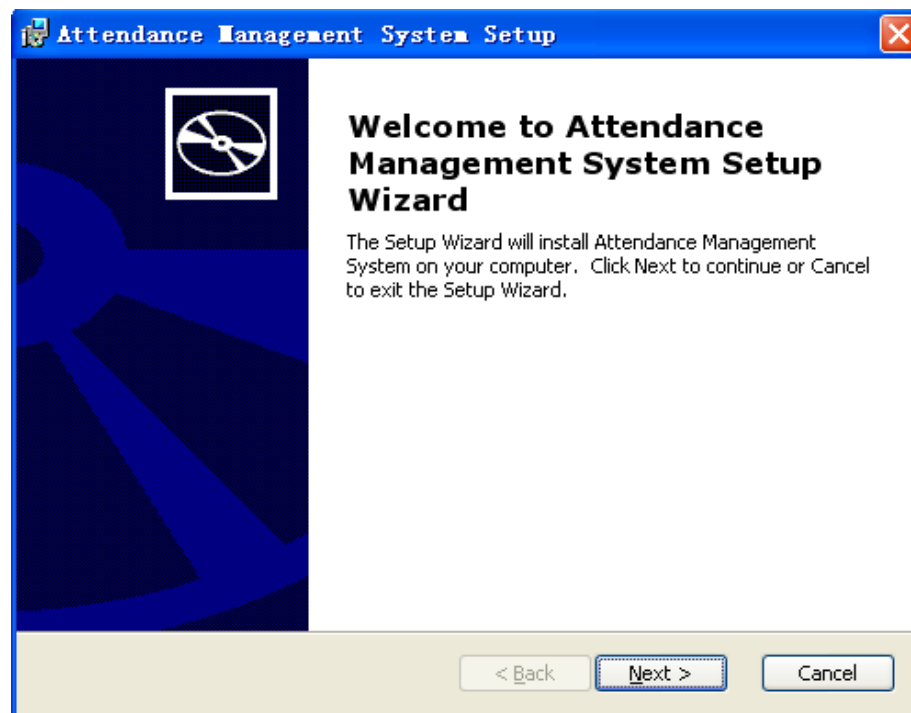 Attendance Management System Setup
Welcome to Attendance
Management System Setup
Wizard
The Setup Wizard will install Attendance Management
System on your computer. Click Next to continue or Cancel
to exit the Setup Wizard.
< Back
Next >
Cancel